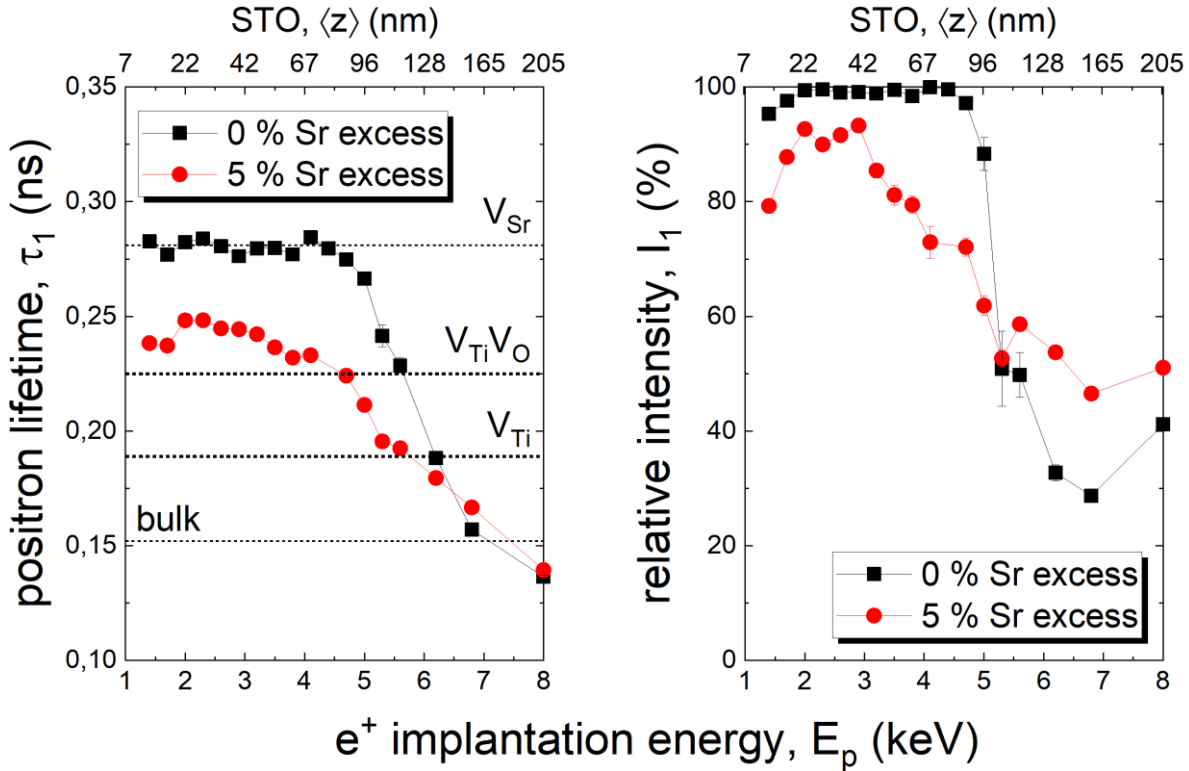 STO, ⟨z⟩ (nm)
7 22 42 67 96 128 165 205
0,35
0,30
0,25
0,20
0,15
0,10
positron lifetime, τ1 (ns)
0 % Sr excess
5 % Sr excess
VSr
VTiVO
VTi
bulk
1 2 3 4 5 6 7 8
STO, ⟨z⟩ (nm)
7 22 42 67 96 128 165 205
100
80
60
40
20
0
relative intensity, I1 (%)
0 % Sr excess
5 % Sr excess
1 2 3 4 5 6 7 8
e+ implantation energy, Ep (keV)